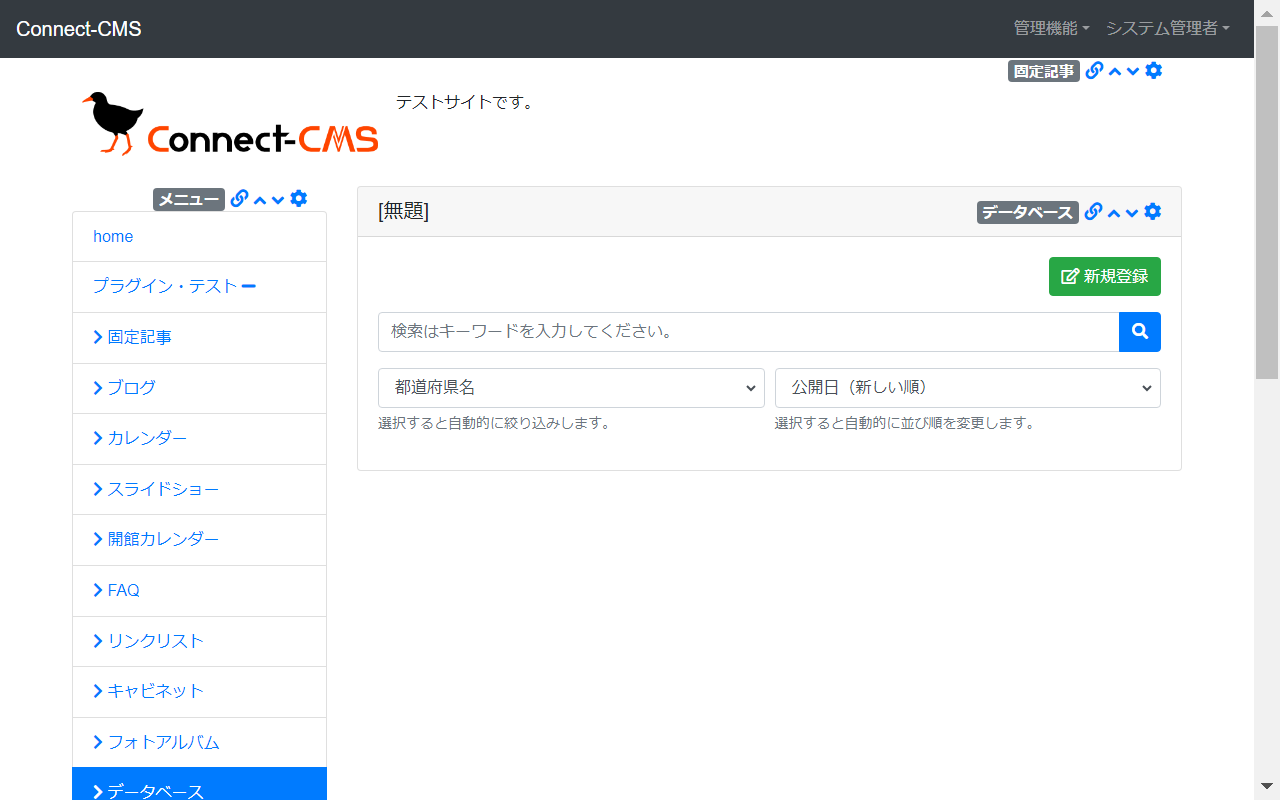 Connect-CMS
管理機能
システム管理者
固定記事
Connect-CMS
テストサイトです。
メニュー
home
プラグイン・テスト
固定記事
ブログ
カレンダー
スライドショー
開館カレンダー
FAQ
リンクリスト
キャビネット
フォトアルバム
データベース
[無題]
データベース
新規登録
検索はキーワードを入力してください。
都道府県名
公開日（新しい順）
選択すると自動的に絞り込みします。
選択すると自動的に並び順を変更します。